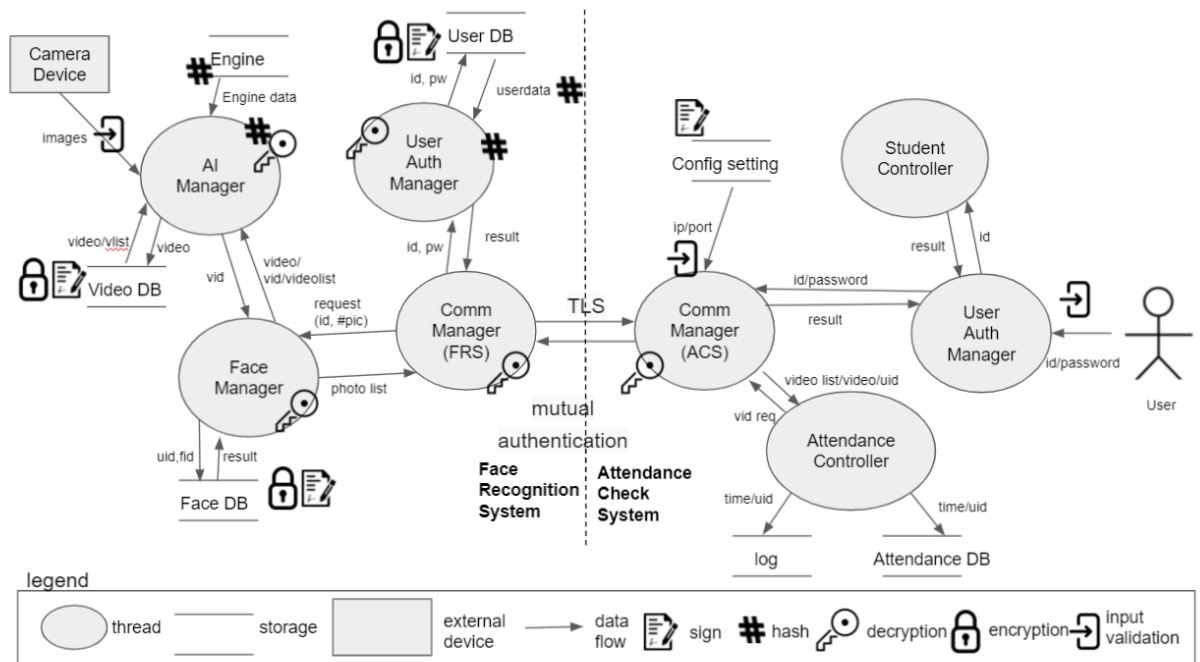 Camera
Device
Engine
Engine data
images
AI
Manager
video/vlist
video
Video DB
vid
video/
vid/videolist
User DB
id, pw
userdata
User
Auth
Manager
id, pw
result
request
(id, #pic)
Comm
Manager
(FRS)
Face
Manager
photo list
uid,fid
result
Face DB
TLS
mutual
authentication
Face
Recognition
System
Attendance
Check
System
Config setting
ip/port
Comm
Manager
(ACS)
id/password
result
Student
Controller
result
id
User
Auth
Manager
id/password
User
video list/video/uid
vid req
Attendance
Controller
time/uid
time/uid
log
Attendance DB
legend
thread
storage
external
device
data
flow
sign
hash
decryption
encryption
input
validation